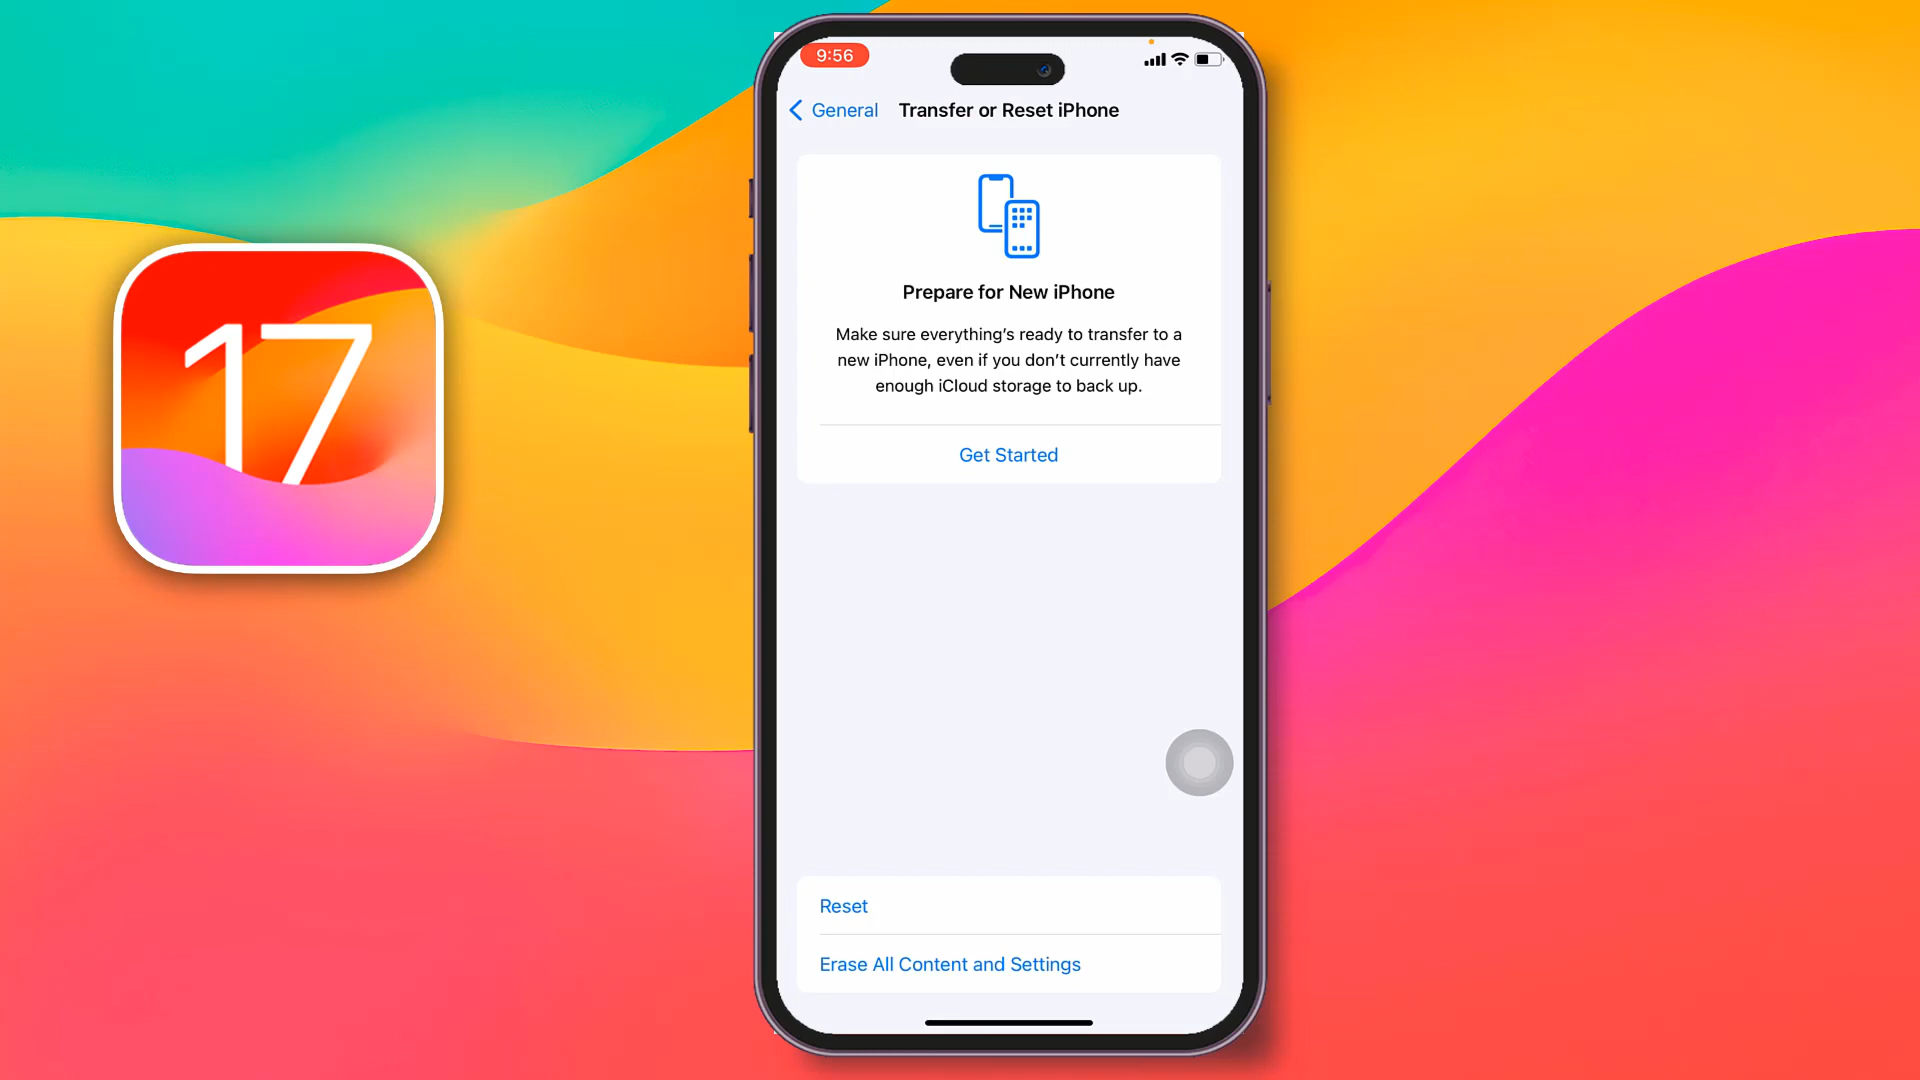 9:56
General
Transfer or Reset iPhone
17
Prepare for New iPhone
Make sure everything’s ready to transfer to a
new iPhone, even if you don’t currently have
enough iCloud storage to back up.
Get Started
Reset
Erase All Content and Settings